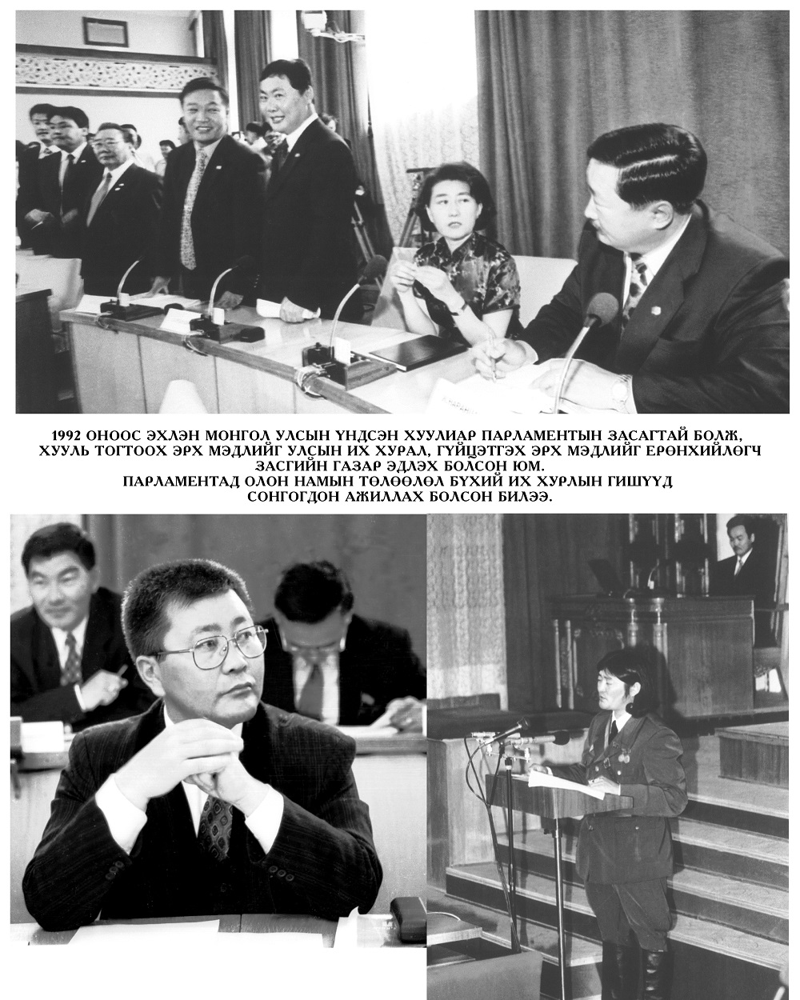 1992 ОНООС ЭХЛЭН МОНГОЛ УЛСЫН ҮНДСЭН ХУУЛИАР ПАРЛАМЕНТЫН ЗАСАГТАЙ БОЛЖ,
ХУУЛЬ ТОГТООХ ЭРХ МЭДЛИЙГ УЛСЫН ИХ ХУРАЛ, ГҮЙЦЭТГЭХ ЭРХ МЭДЛИЙГ ЕРӨНХИЙЛӨГЧ
ЗАСГИЙН ГАЗАР ЭДЛЭХ БОЛСОН ЮМ.
ПАРЛАМЕНТАД ОЛОН НАМЫН ТӨЛӨӨЛӨЛ БҮХИЙ ИХ ХУРЛЫН ГИШҮҮД
СОНГОГДОН АЖИЛЛАХ БОЛСОН БИЛЭЭ.